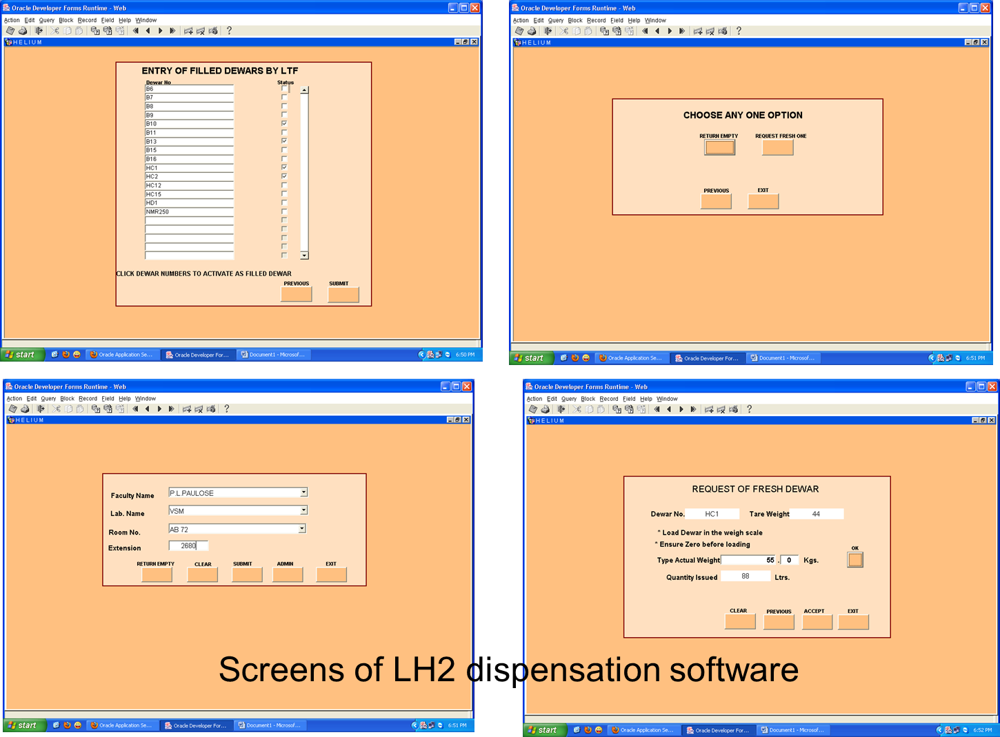 Oracle Developer Forms Runtime - Web
Action Edit Query Block Record Field Help Window
HELIUM
ENTRY OF FILLED DEWARS BY LTF
Dewar No Status
B6
B7
B8
B9
B10
B11
B13
B15
B16
HC1
HC2
HC12
HC15
HD1
NMR250
CLICK DEWAR NUMBERS TO ACTIVATE AS FILLED DEWAR
PREVIOUS SUBMIT
start Oracle Application Se... Oracle Developer For... Document1 - Microsof... 6:50 PM
Oracle Developer Forms Runtime - Web
Action Edit Query Block Record Field Help Window
HELIUM
CHOOSE ANY ONE OPTION
RETURN EMPTY REQUEST FRESH ONE
PREVIOUS EXIT
start Oracle Application Se... Oracle Developer For... Document1 - Microsof... 6:51 PM
Oracle Developer Forms Runtime - Web
Action Edit Query Block Record Field Help Window
HELIUM
Faculty Name P.L.PAULOSE
Lab. Name VSM
Room No. AB 72
Extension 2680
RETURN EMPTY CLEAR SUBMIT ADMIN EXIT
start Oracle Application Se... Oracle Developer For... Document1 - Microsof... 6:51 PM
Oracle Developer Forms Runtime - Web
Action Edit Query Block Record Field Help Window
HELIUM
REQUEST OF FRESH DEWAR
Dewar No. HC1 Tare Weight 44
* Load Dewar in the weigh scale
* Ensure Zero before loading
OK
Type Actual Weight 55 . 0 Kgs.
Quantity Issued 88 Ltrs.
CLEAR PREVIOUS ACCEPT EXIT
start Oracle Application Se... Oracle Developer For... Document1 - Microsof... 6:52 PM
Screens of LH2 dispensation software